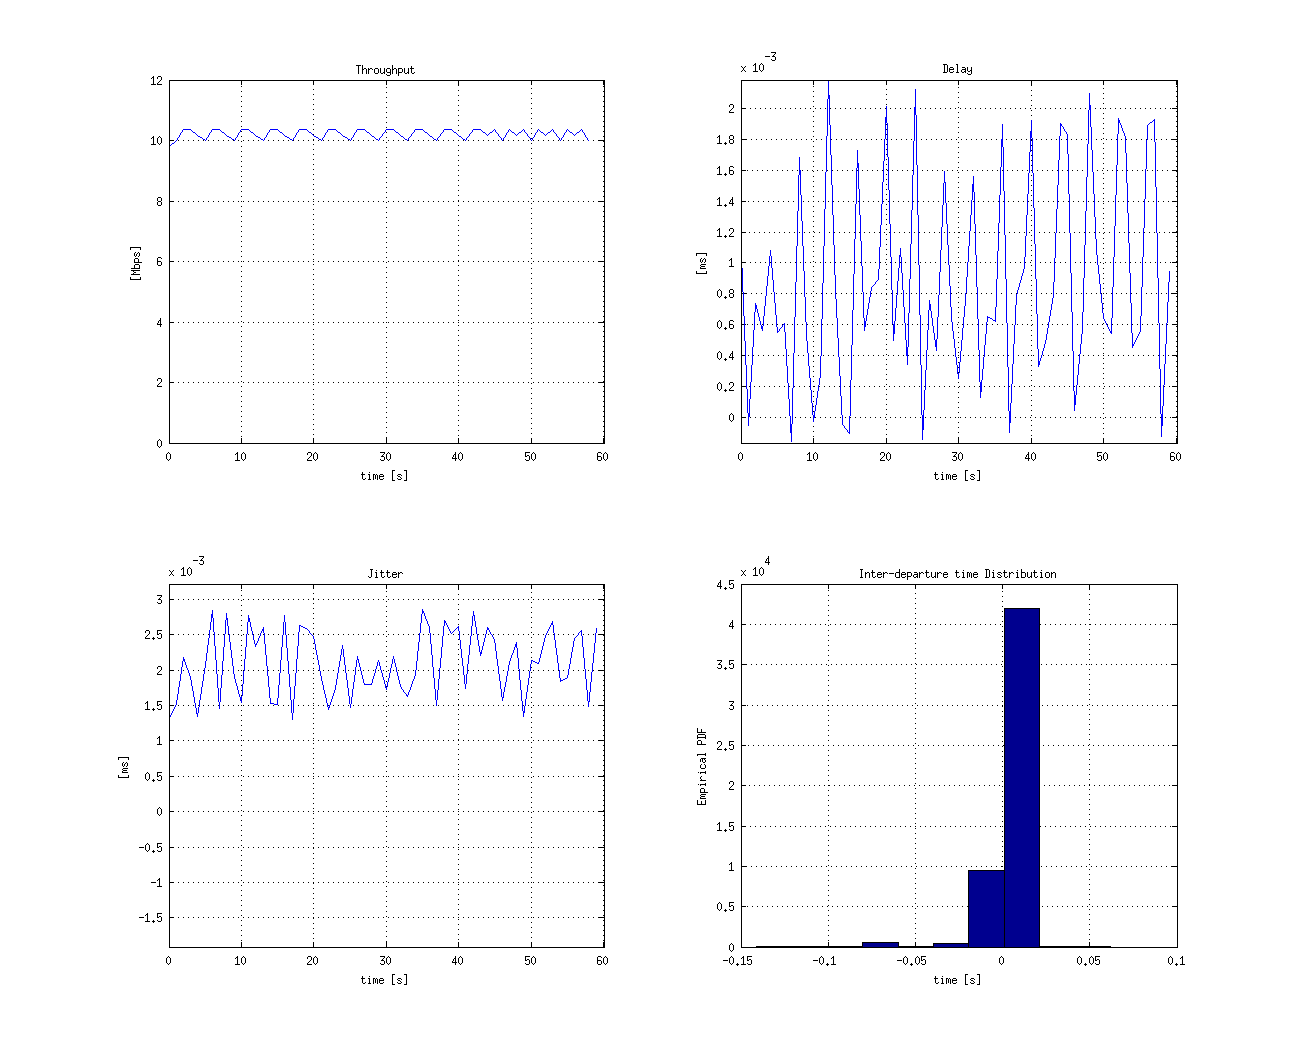 Throughput
12
10
8
6
4
2
0
[Mbps]
0 10 20 30 40 50 60
time [s]
x 10 -3
Delay
2
1.8
1.6
1.4
1.2
1
0.8
0.6
0.4
0.2
0
[ms]
0 10 20 30 40 50 60
time [s]
x 10 -3
Jitter
3
2.5
2
1.5
1
0.5
0
-0.5
-1
-1.5
[ms]
0 10 20 30 40 50 60
time [s]
x 10 4
Inter-departure time Distribution
4.5
4
3.5
3
2.5
2
1.5
1
0.5
0
Empirical PDF
-0.15 -0.1 -0.05 0 0.05 0.1
time [s]